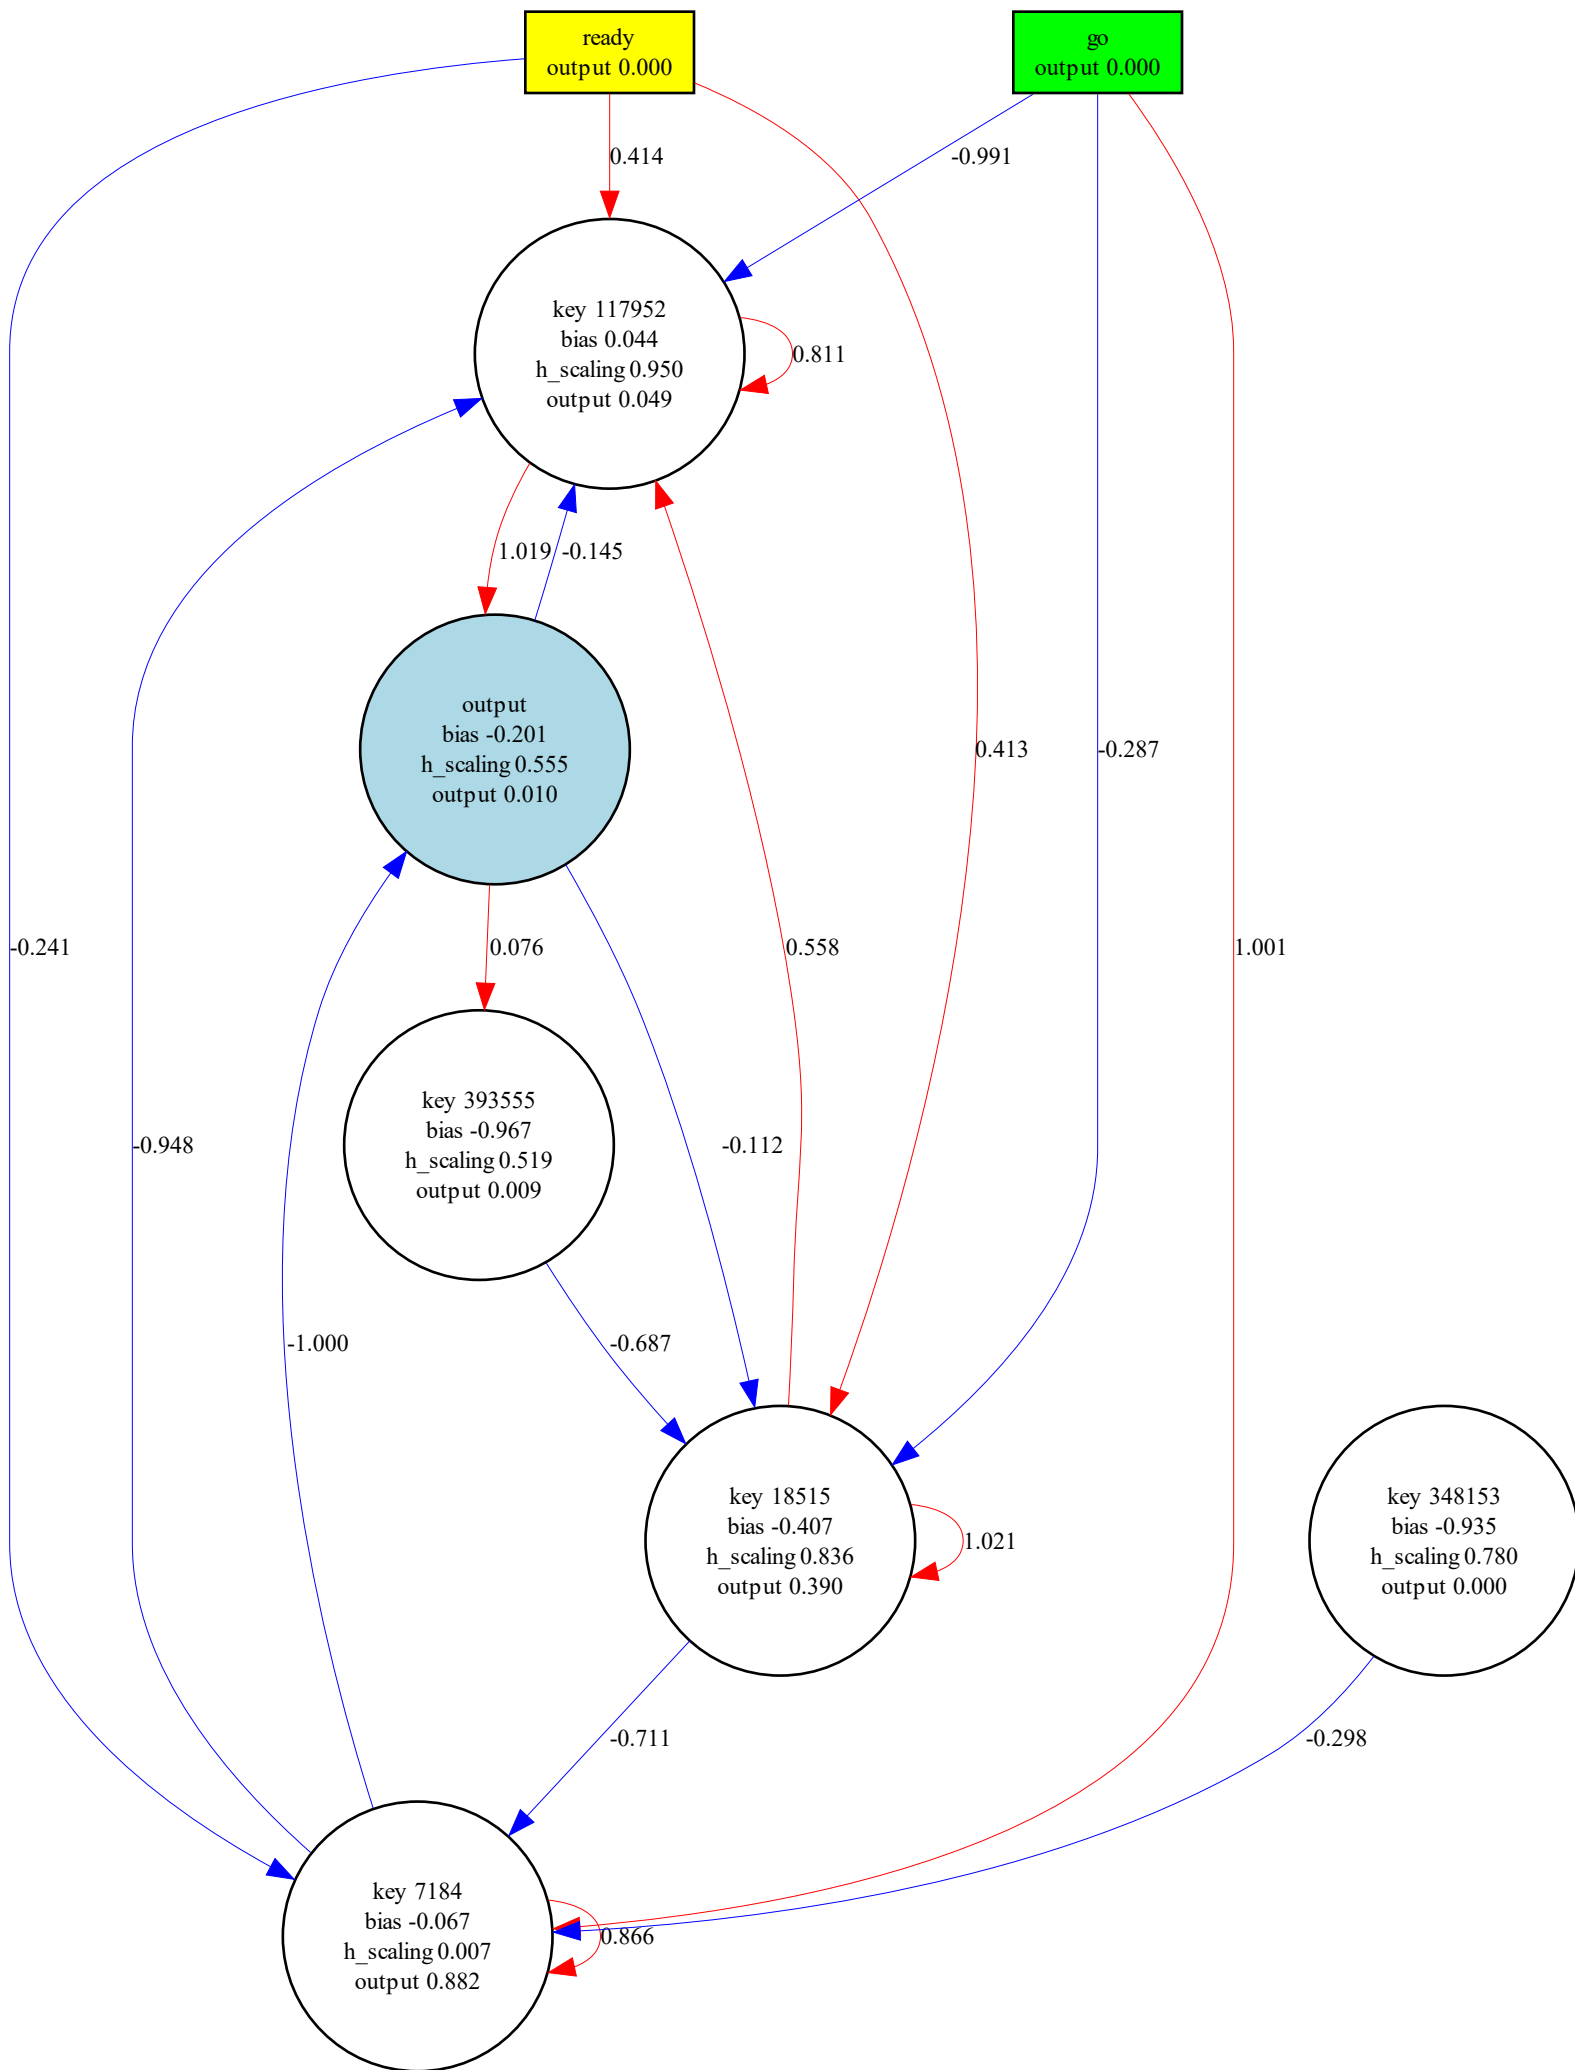 ready
output 0.000
go
output 0.000
0.414
-0.991
key 117952
bias 0.044
h_scaling 0.950
output 0.049
0.811
1.019
-0.145
output
bias -0.201
h_scaling 0.555
output 0.010
0.413
-0.287
-0.241
0.076
0.558
1.001
key 393555
bias -0.967
h_scaling 0.519
output 0.009
-0.948
-0.112
-1.000
-0.687
key 18515
bias -0.407
h_scaling 0.836
output 0.390
1.021
key 348153
bias -0.935
h_scaling 0.780
output 0.000
-0.711
-0.298
key 7184
bias -0.067
h_scaling 0.007
output 0.882
0.866